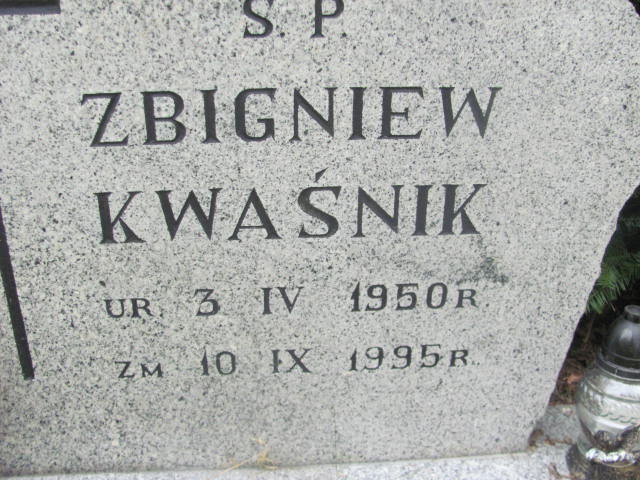 Ś. P.
ZBIGNIEW
KWAŚNIK
UR. 3 IV 1950R
ZM 10 IX 1995R.